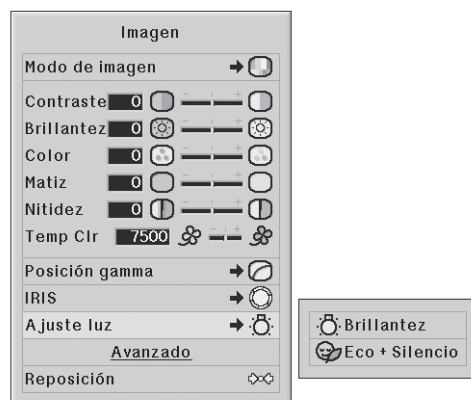 Imagen
Modo de imagen
Contraste 0
Brillantez 0
Color 0
Matiz 0
Nitidez 0
Temp Clr 7500
Posición gamma
IRIS
Ajuste luz
Avanzado
Reposición
Brillantez
Eco + Silencio